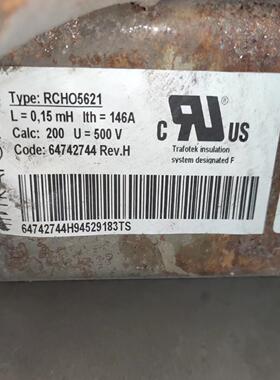 Type: RCHO5621
L = 0,15 mH Ith = 146A
Calc: 200 U = 500 V
Code: 64742744 Rev.H
C RU US
Trafotek insulation
system designated F
64742744H94529183TS